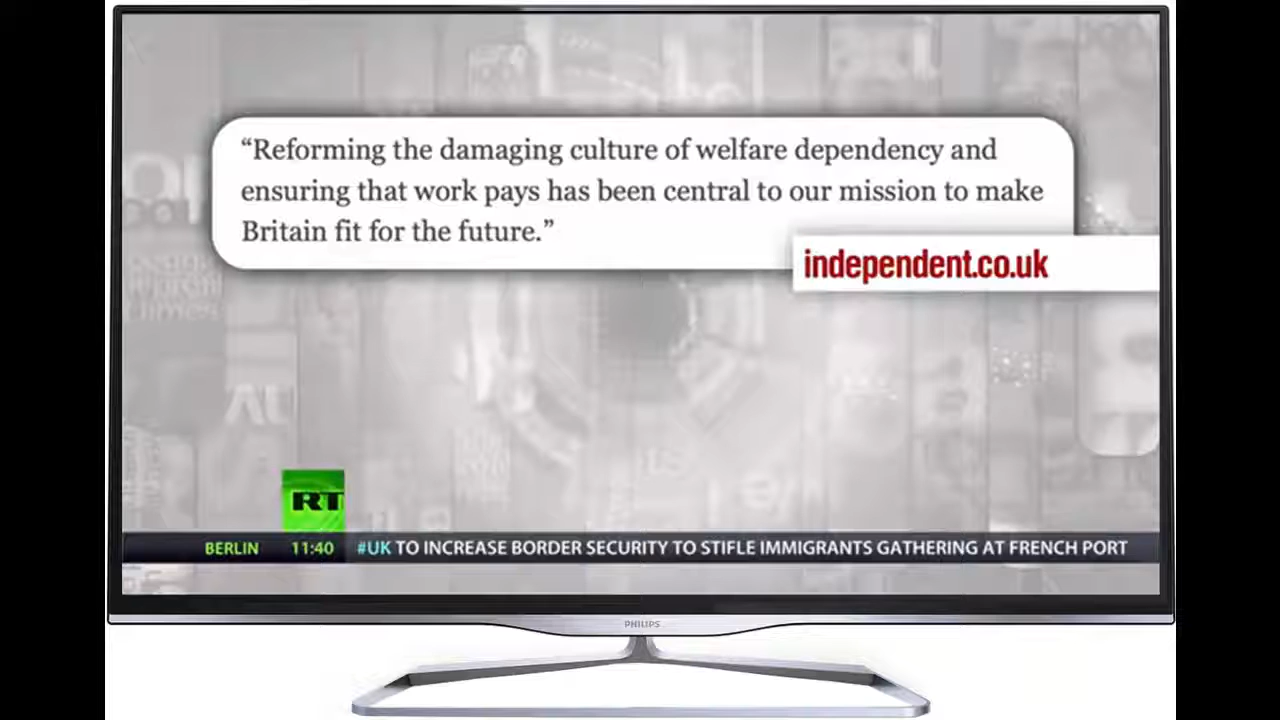 “Reforming the damaging culture of welfare dependency and
ensuring that work pays has been central to our mission to make
Britain fit for the future.”
independent.co.uk
RT
BERLIN 11:40 #UK TO INCREASE BORDER SECURITY TO STIFLE IMMIGRANTS GATHERING AT FRENCH PORT
PHILIPS